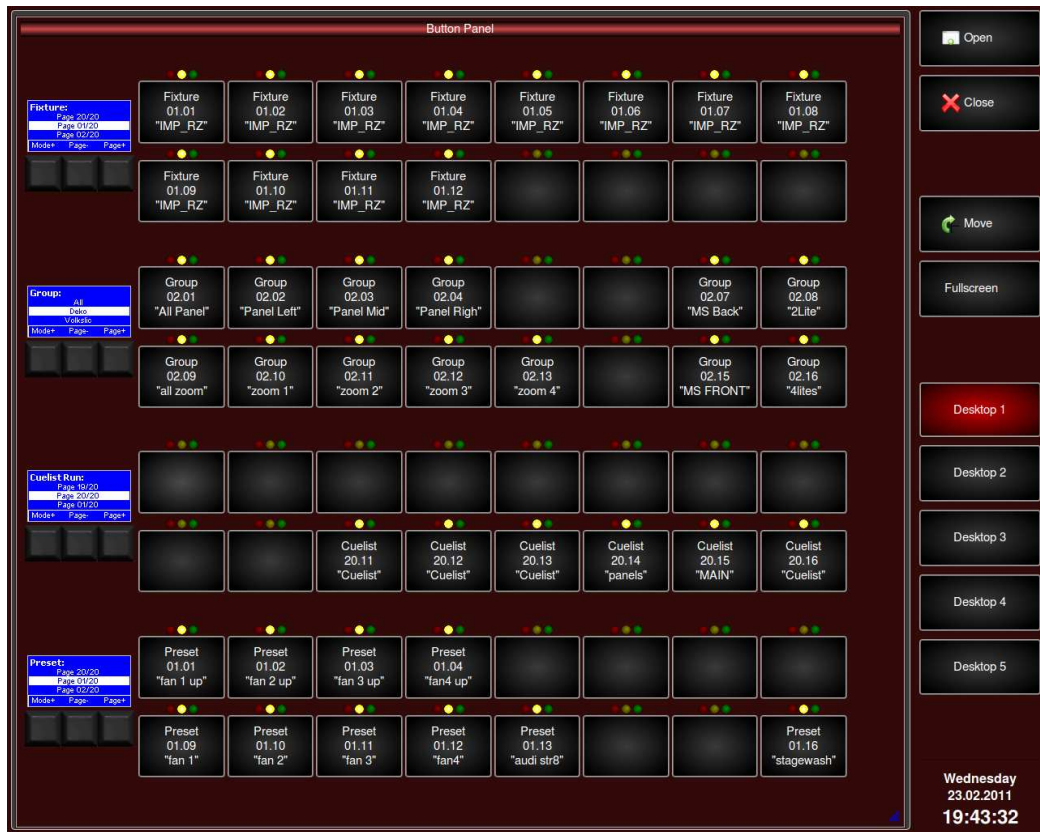 Button Panel
Open
Close
Move
Fullscreen
Desktop 1
Desktop 2
Desktop 3
Desktop 4
Desktop 5
Wednesday
23.02.2011
19:43:32
Fixture:
Page 20/20
Page 01/20
Page 02/20
Mode+ Page- Page+
Fixture
01.01
"IMP_RZ"
Fixture
01.02
"IMP_RZ"
Fixture
01.03
"IMP_RZ"
Fixture
01.04
"IMP_RZ"
Fixture
01.05
"IMP_RZ"
Fixture
01.06
"IMP_RZ"
Fixture
01.07
"IMP_RZ"
Fixture
01.08
"IMP_RZ"
Fixture
01.09
"IMP_RZ"
Fixture
01.10
"IMP_RZ"
Fixture
01.11
"IMP_RZ"
Fixture
01.12
"IMP_RZ"
Group:
All
Deko
Volkslic
Mode+ Page- Page+
Group
02.01
"All Panel"
Group
02.02
"Panel Left"
Group
02.03
"Panel Mid"
Group
02.04
"Panel Righ"
Group
02.07
"MS Back"
Group
02.08
"2Lite"
Group
02.09
"all zoom"
Group
02.10
"zoom 1"
Group
02.11
"zoom 2"
Group
02.12
"zoom 3"
Group
02.13
"zoom 4"
Group
02.15
"MS FRONT"
Group
02.16
"4lites"
Cuelist Run:
Page 19/20
Page 20/20
Page 01/20
Mode+ Page- Page+
Cuelist
20.11
"Cuelist"
Cuelist
20.12
"Cuelist"
Cuelist
20.13
"Cuelist"
Cuelist
20.14
"panels"
Cuelist
20.15
"MAIN"
Cuelist
20.16
"Cuelist"
Preset:
Page 20/20
Page 01/20
Page 02/20
Mode+ Page- Page+
Preset
01.01
"fan 1 up"
Preset
01.02
"fan 2 up"
Preset
01.03
"fan 3 up"
Preset
01.04
"fan4 up"
Preset
01.09
"fan 1"
Preset
01.10
"fan 2"
Preset
01.11
"fan 3"
Preset
01.12
"fan4"
Preset
01.13
"audi str8"
Preset
01.16
"stagewash"